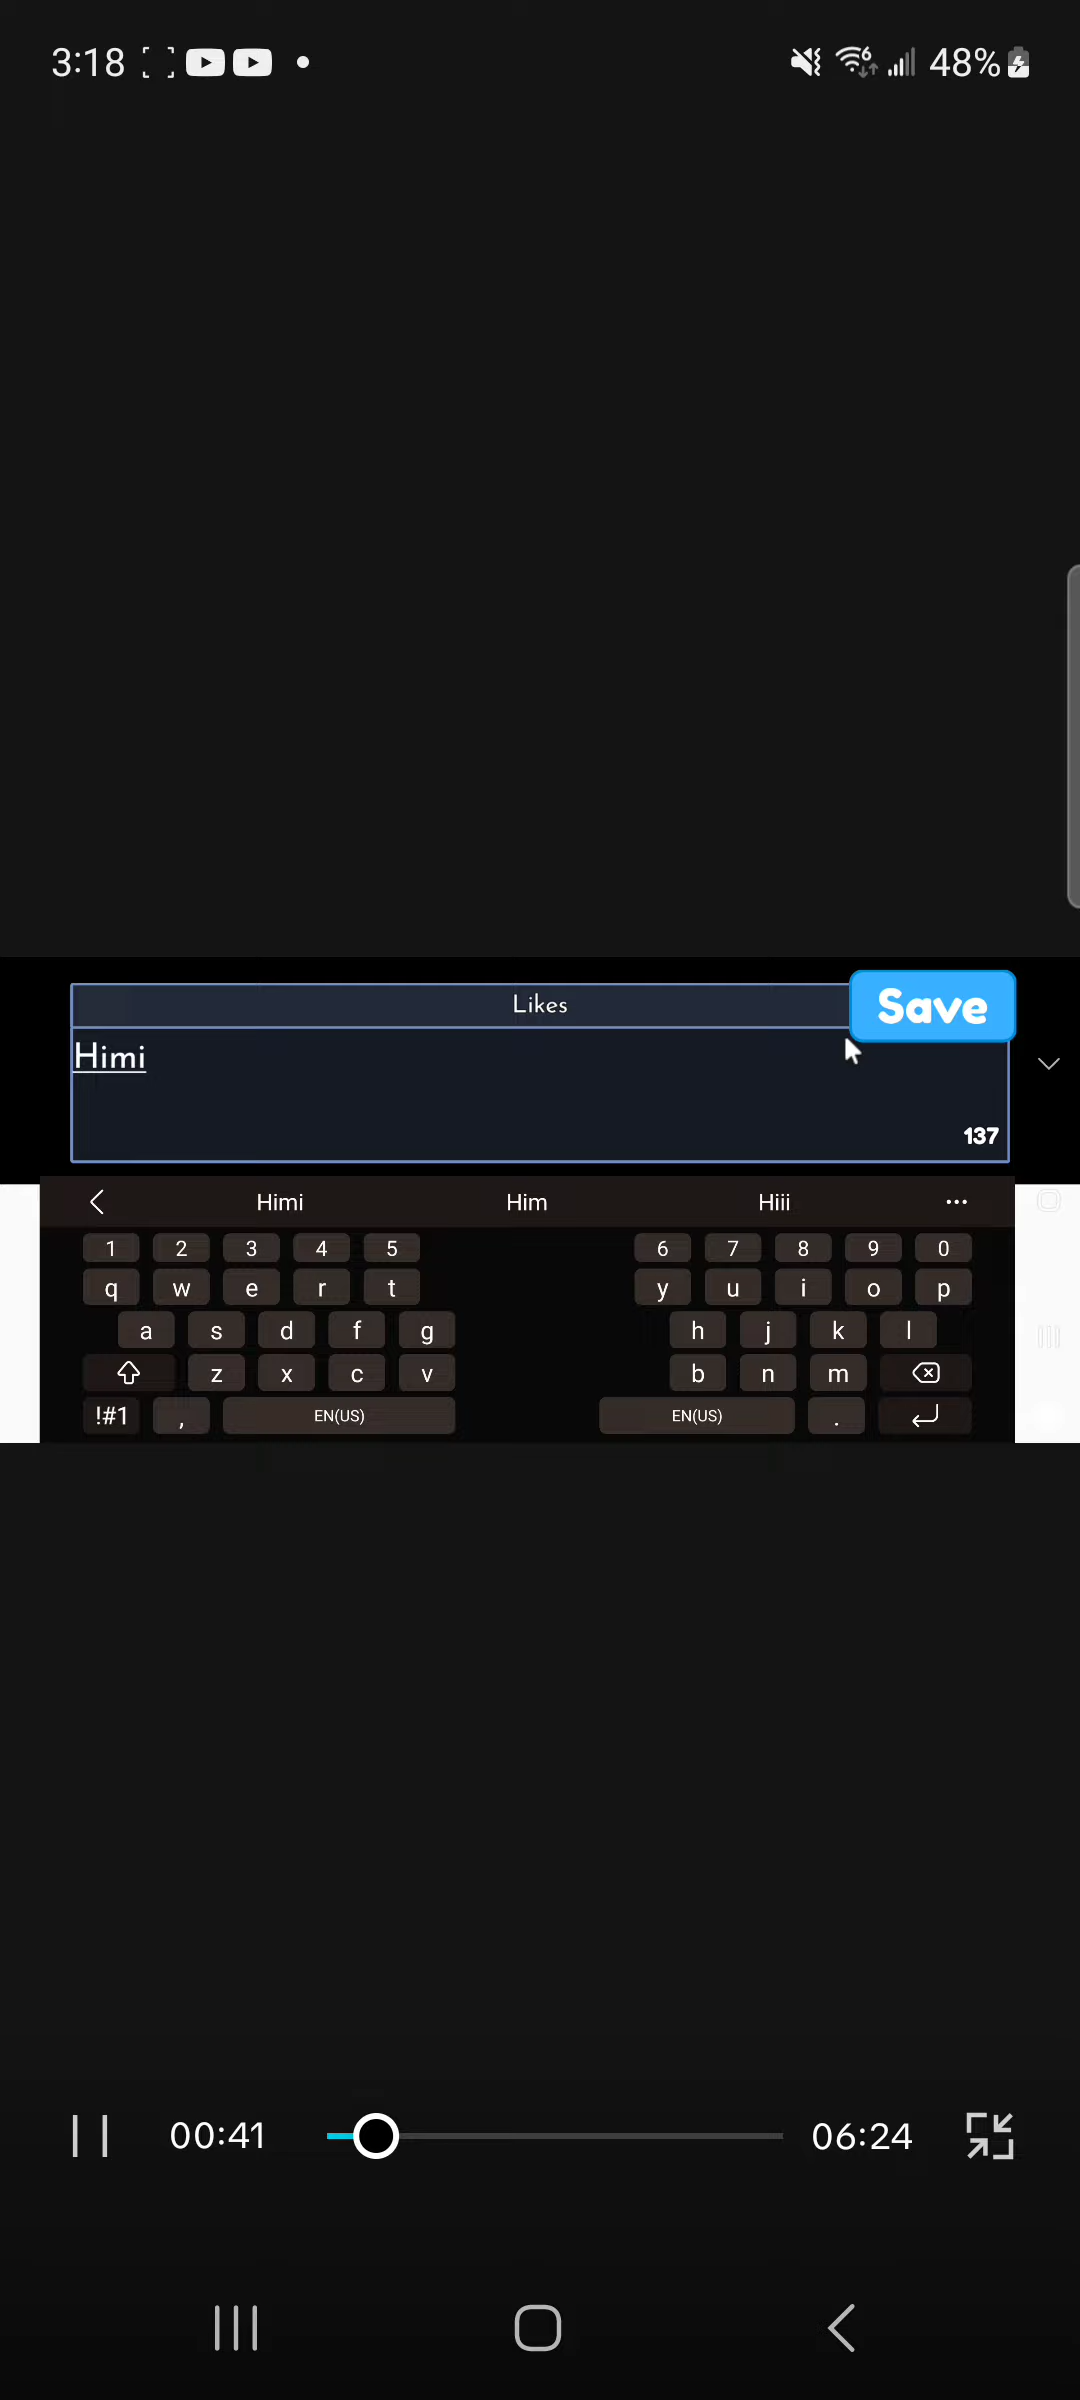 3:18 48%
Likes
Save
Himi
137
Himi Him Hiii ...
1 2 3 4 5 6 7 8 9 0
q w e r t y u i o p
a s d f g h j k l
z x c v b n m
!#1 , EN(US) EN(US) .
00:41 06:24